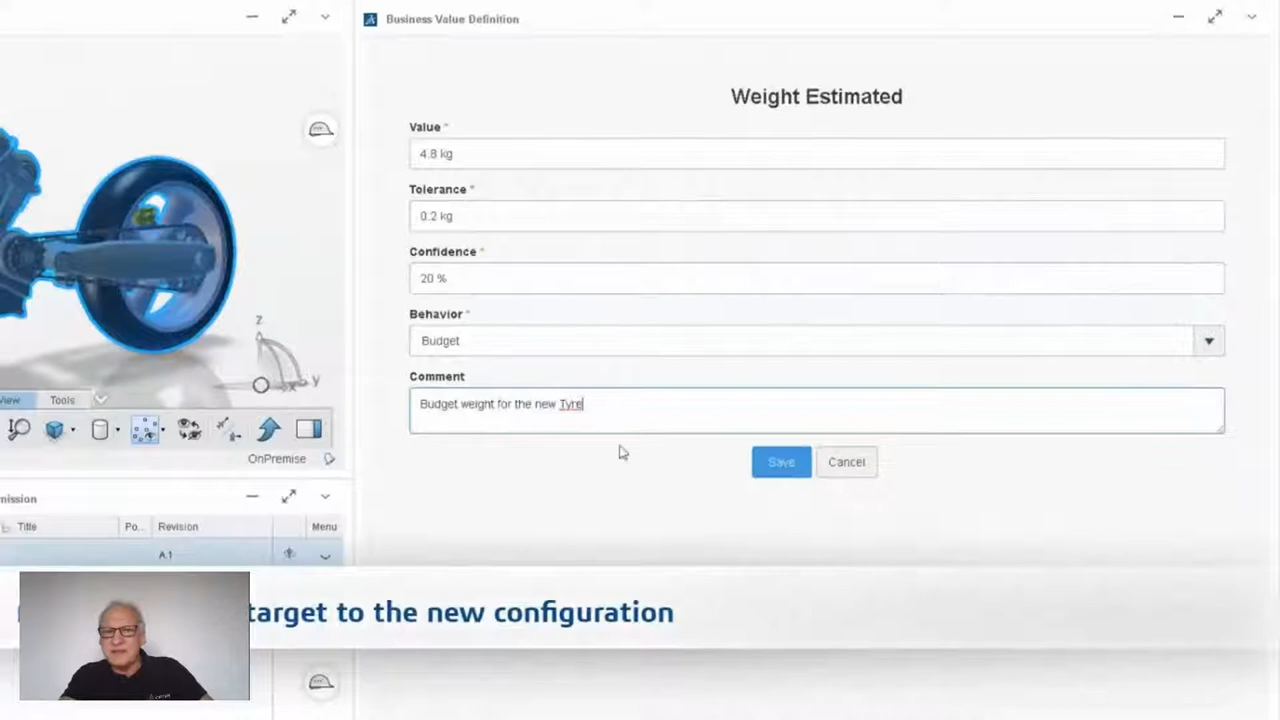 Business Value Definition
Weight Estimated
Value *
4.8 kg
Tolerance *
0.2 kg
Confidence *
20 %
Behavior *
Budget
Comment
Budget weight for the new Tyre
Save
Cancel
z
y
x
View
Tools
OnPremise
mission
Title
Po...
Revision
Menu
A.1
target to the new configuration